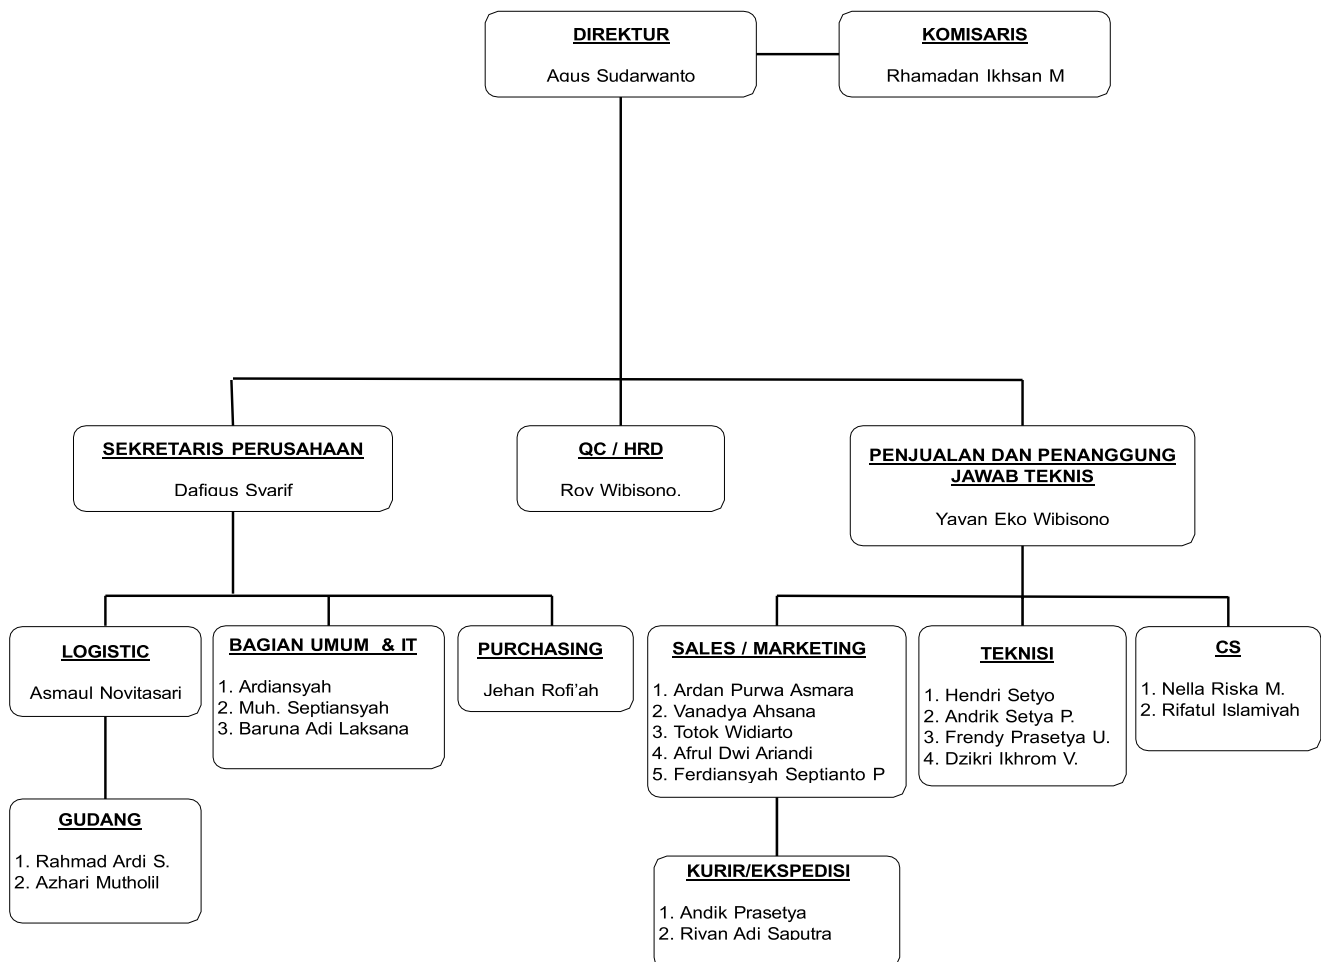 DIREKTUR
Agus Sudarwanto
KOMISARIS
Rhamadan Ikhsan M
SEKRETARIS PERUSAHAAN
Dafiqus Syarif
QC / HRD
Roy Wibisono.
PENJUALAN DAN PENANGGUNG
JAWAB TEKNIS
Yavan Eko Wibisono
LOGISTIC
Asmaul Novitasari
BAGIAN UMUM & IT
1. Ardiansyah
2. Muh. Septiansyah
3. Baruna Adi Laksana
PURCHASING
Jehan Rofi'ah
SALES / MARKETING
1. Ardan Purwa Asmara
2. Vanadya Ahsana
3. Totok Widiarto
4. Afrul Dwi Ariandi
5. Ferdiansyah Septianto P
TEKNISI
1. Hendri Setyo
2. Andrik Setya P.
3. Frendy Prasetya U.
4. Dzikri Ikhrom V.
CS
1. Nella Riska M.
2. Rifatul Islamiyah
GUDANG
1. Rahmad Ardi S.
2. Azhari Mutholil
KURIR/EKSPEDISI
1. Andik Prasetya
2. Riyan Adi Saputra